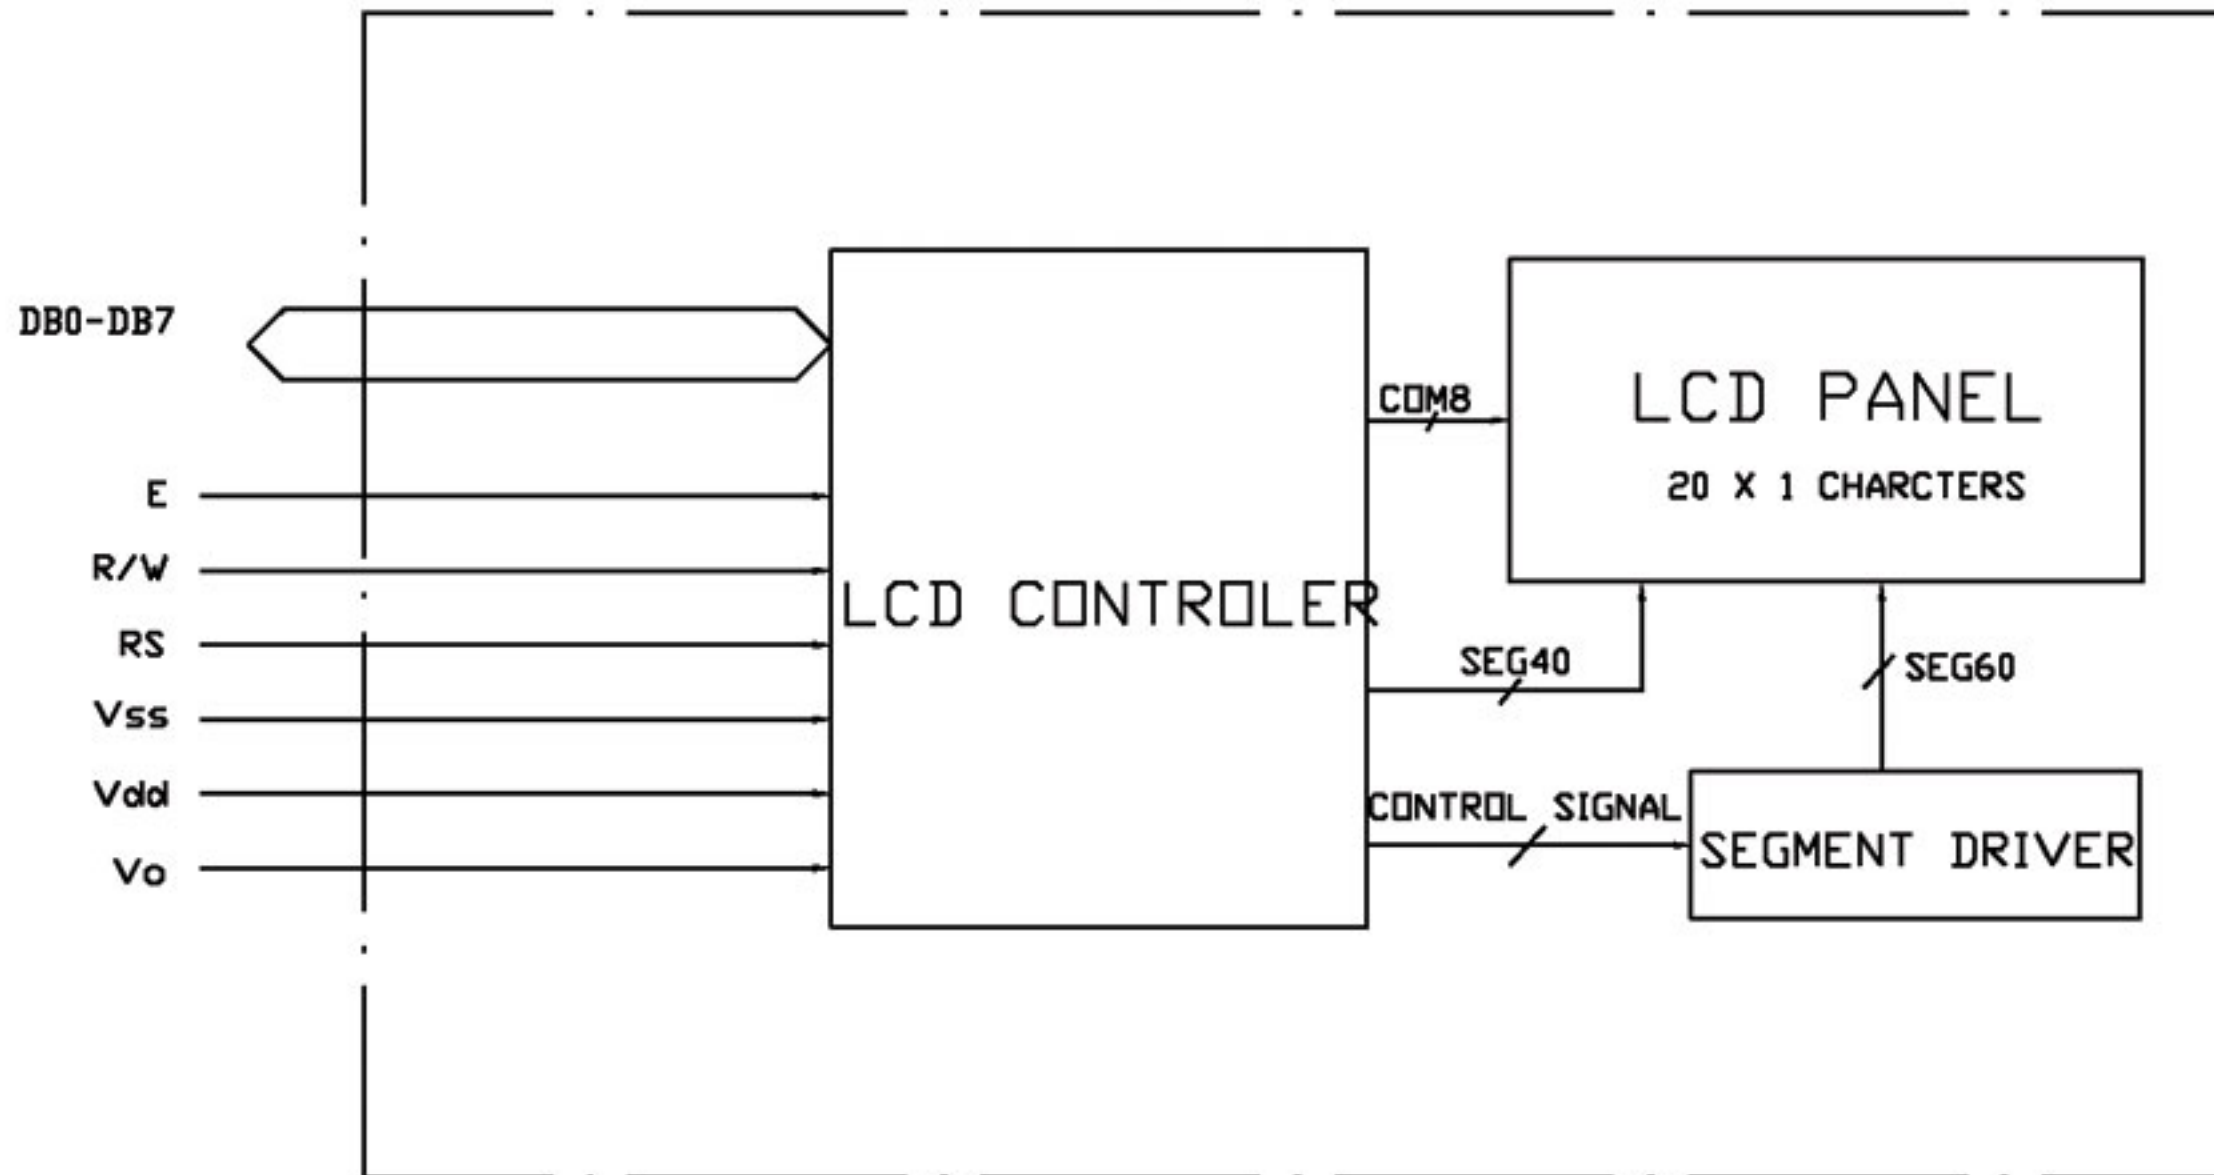 DB0-DB7
E
R/W
RS
Vss
Vdd
Vo
LCD CONTROLER
COM8
LCD PANEL
20 X 1 CHARCTERS
SEG40
SEG60
CONTROL SIGNAL
SEGMENT DRIVER